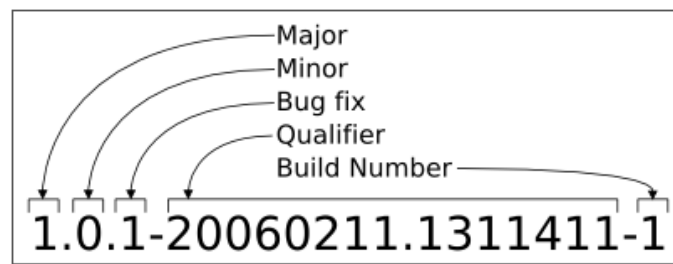 Major
Minor
Bug fix
Qualifier
Build Number
1.0.1-20060211.1311411-1